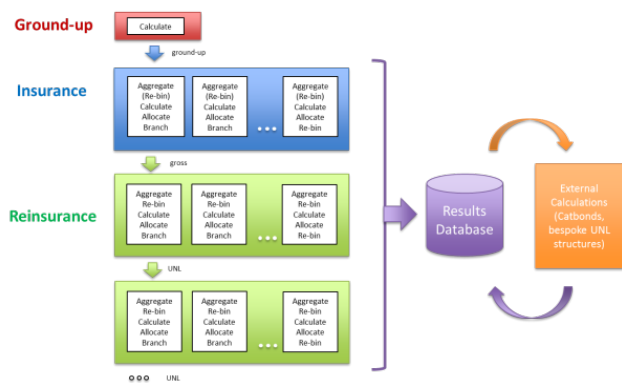 Ground-up
Calculate
ground-up
Insurance
Aggregate
(Re-bin)
Calculate
Allocate
Branch
Aggregate
(Re-bin)
Calculate
Allocate
Branch
Aggregate
(Re-bin)
Calculate
Allocate
Re-bin
gross
Reinsurance
Aggregate
Re-bin
Calculate
Allocate
Branch
Aggregate
Re-bin
Calculate
Allocate
Branch
Aggregate
Re-bin
Calculate
Allocate
Re-bin
UNL
Aggregate
Re-bin
Calculate
Allocate
Branch
Aggregate
Re-bin
Calculate
Allocate
Branch
Aggregate
Re-bin
Calculate
Allocate
Re-bin
UNL
Results
Database
External
Calculations
(Catbonds,
bespoke UNL
structures)